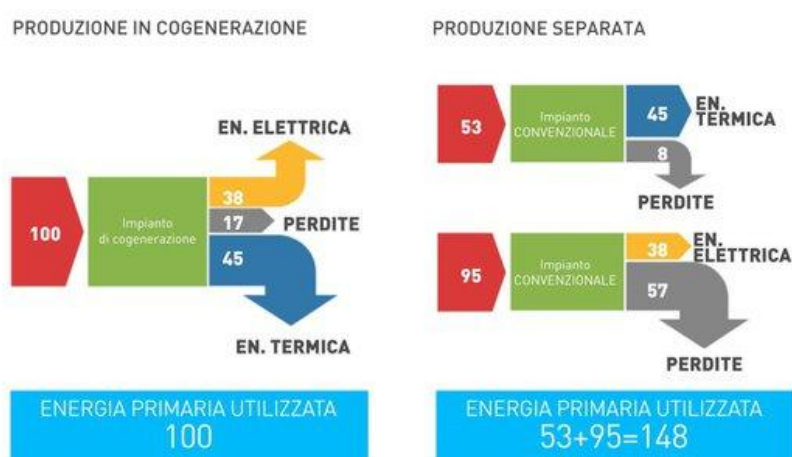 PRODUZIONE IN COGENERAZIONE
100
Impianto
di cogenerazione
EN. ELETTRICA
38
17
PERDITE
45
EN. TERMICA
ENERGIA PRIMARIA UTILIZZATA
100
PRODUZIONE SEPARATA
53
Impianto
CONVENZIONALE
45
EN.
TERMICA
8
PERDITE
95
Impianto
CONVENZIONALE
38
EN.
ELETTRICA
57
PERDITE
ENERGIA PRIMARIA UTILIZZATA
53+95=148